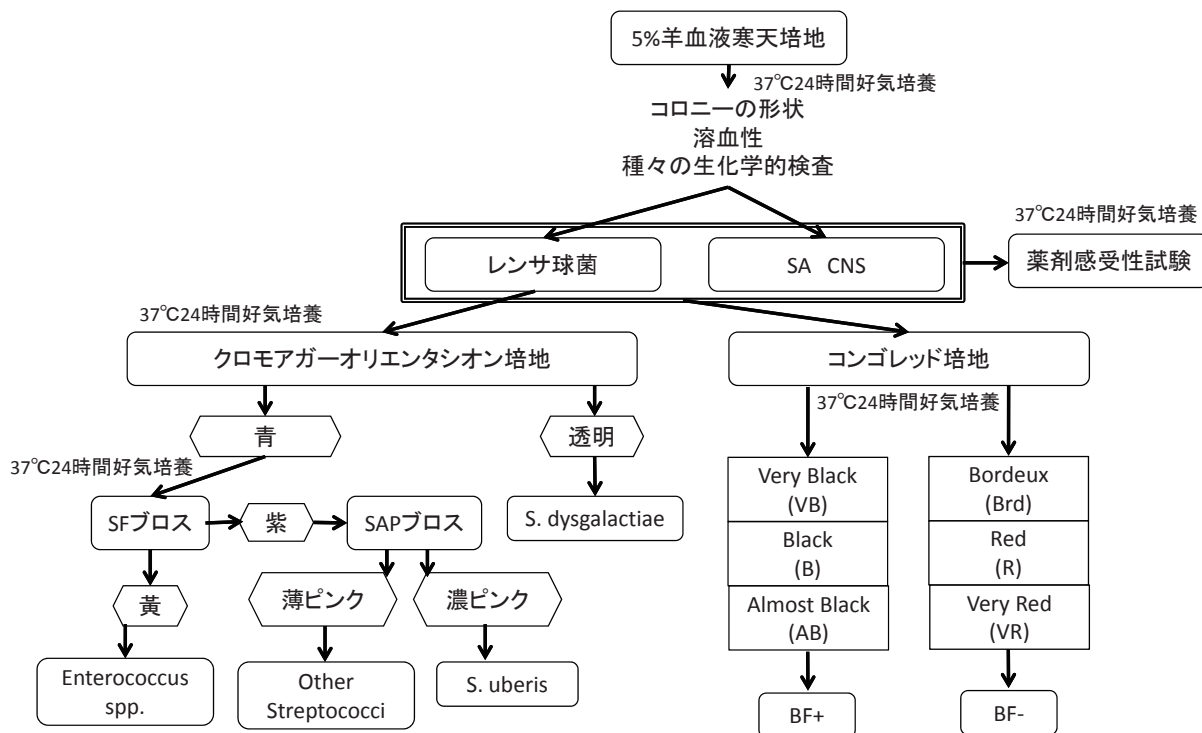 5%羊血液寒天培地
37℃24時間好気培養
コロニーの形状
溶血性
種々の生化学的検査
レンサ球菌
SA CNS
37℃24時間好気培養
薬剤感受性試験
37℃24時間好気培養
クロモアガーオリエンタシオン培地
コンゴレッド培地
37℃24時間好気培養
青
透明
37℃24時間好気培養
SFブロス
紫
SAPブロス
S. dysgalactiae
黃
薄ピンク
濃ピンク
Enterococcus
spp.
Other
Streptococci
S. uberis
Very Black
(VB)
Black
(B)
Almost Black
(AB)
BF+
Bordeux
(Brd)
Red
(R)
Very Red
(VR)
BF-